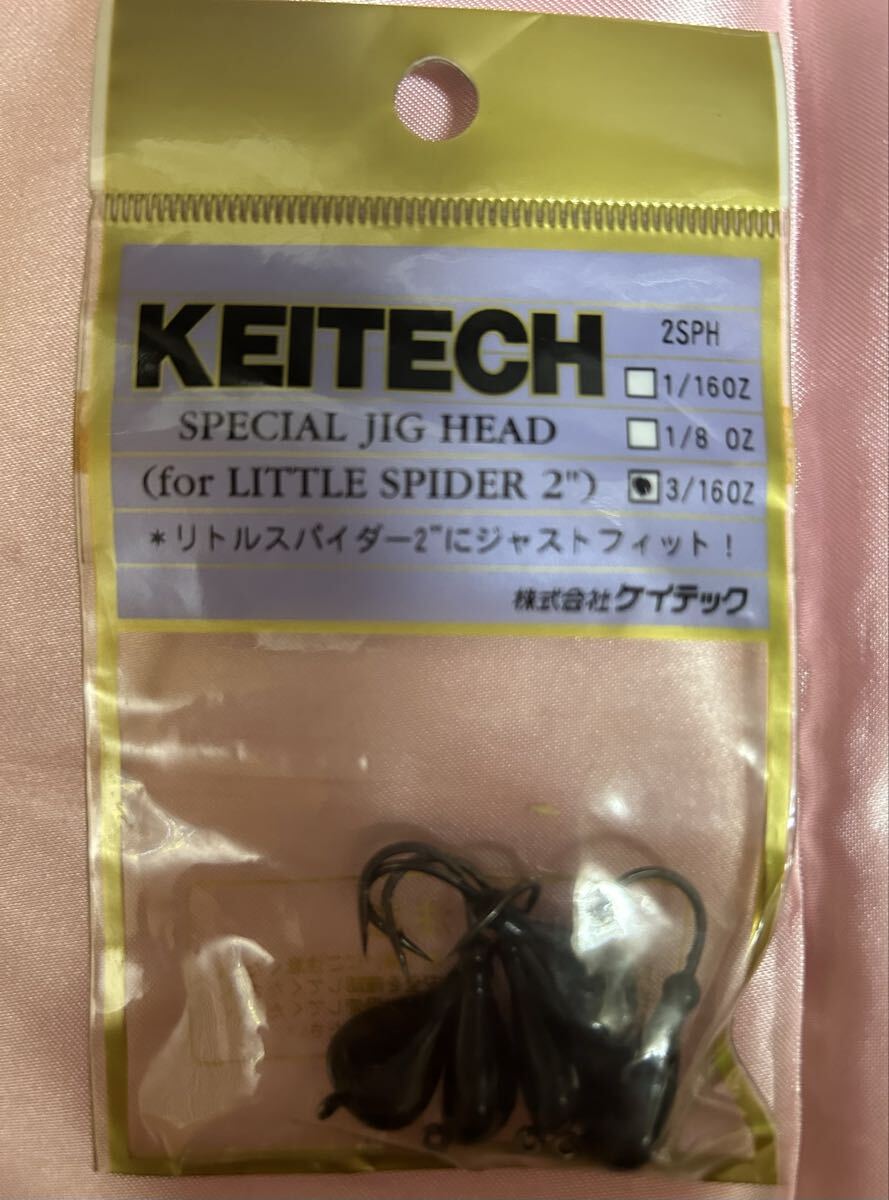 KEITECH
2SPH
1/16OZ
SPECIAL JIG HEAD
1/8 OZ
(for LITTLE SPIDER 2")
3/16OZ
*リトルスパイダー2"にジャストフィット!
株式会社ケイテック